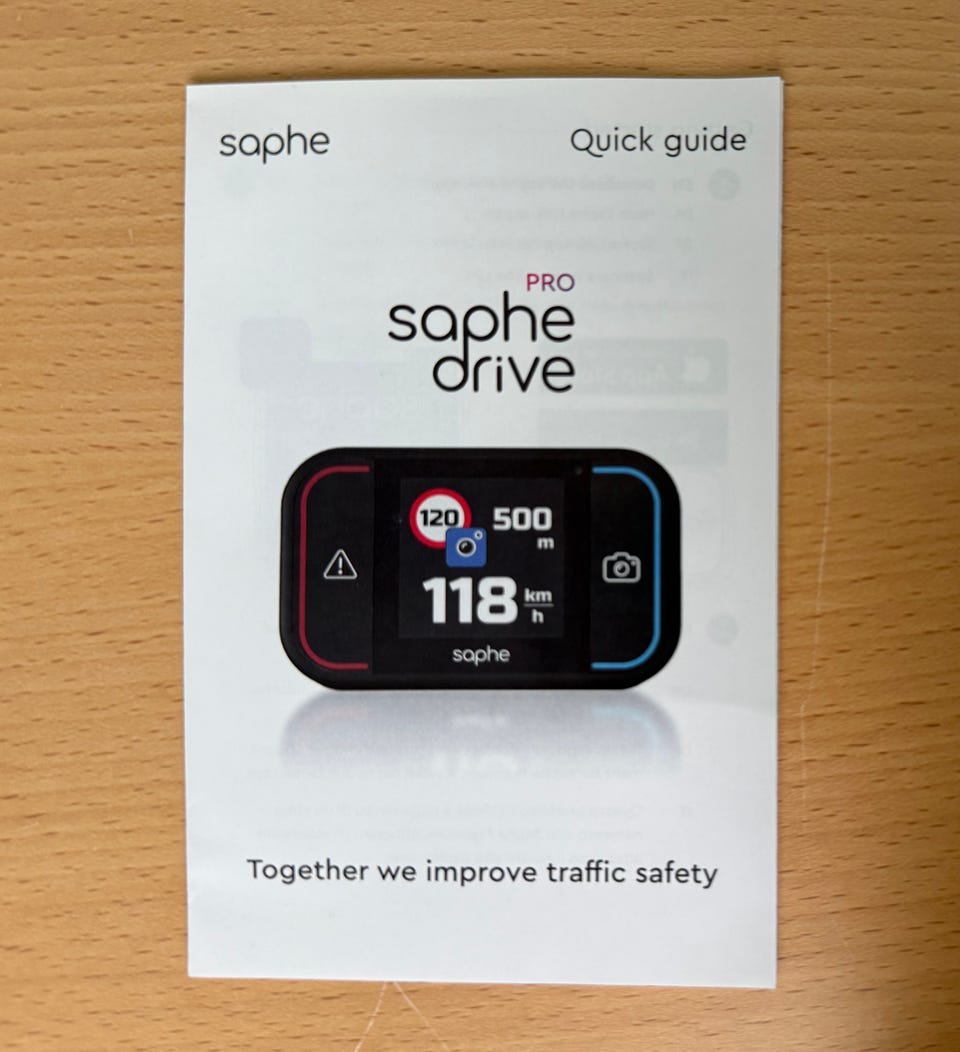 saphe
Quick guide
PRO
saphe
drive
120
500
m
118
km
h
saphe
Together we improve traffic safety